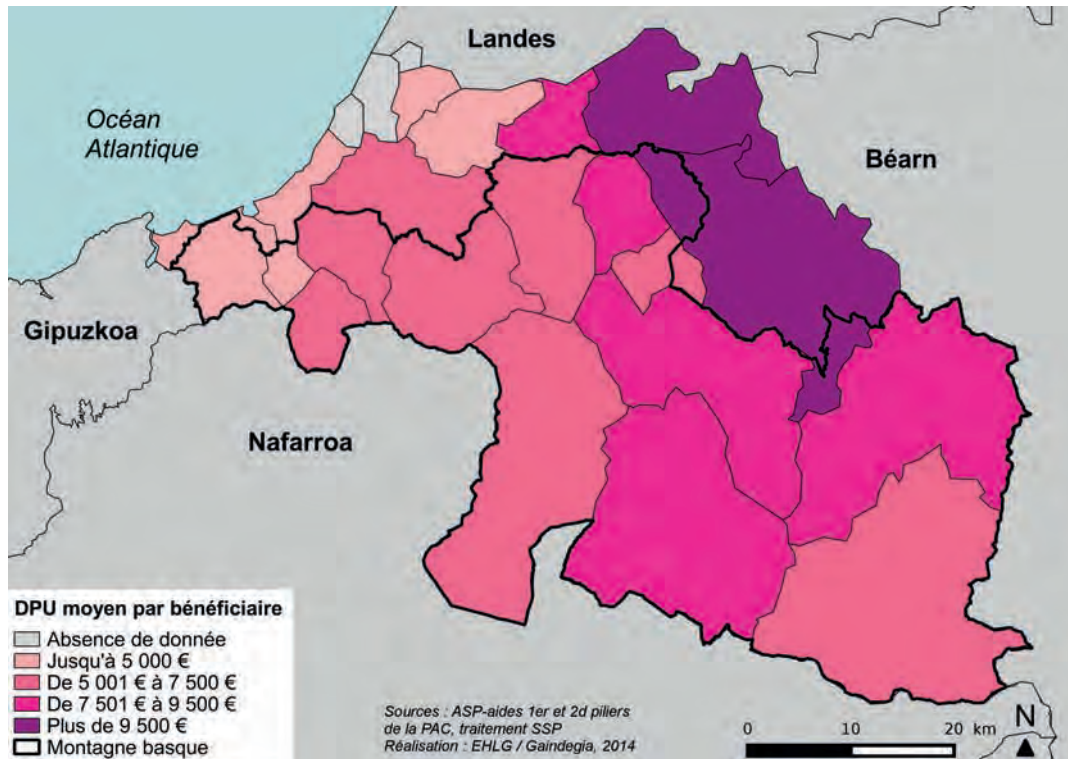 Landes
Océan
Atlantique
Béarn
Gipuzkoa
Nafarroa
DPU moyen par bénéficiaire
Absence de donnée
Jusqu'à 5 000 €
De 5 001 € à 7 500 €
De 7 501 € à 9 500 €
Plus de 9 500 €
Montagne basque
Sources : ASP-aides 1er et 2d piliers
de la PAC, traitement SSP
Réalisation : EHLG / Gaindegia, 2014
0 10 20 km
N